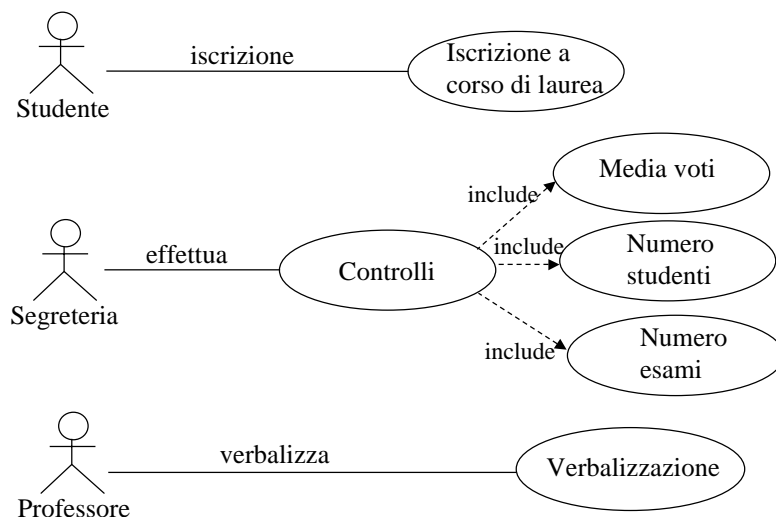 iscrizione
Iscrizione a
corso di laurea
Studente
Media voti
include
include
Numero
studenti
effettua
Controlli
Segreteria
include
Numero
esami
verbalizza
Verbalizzazione
Professore